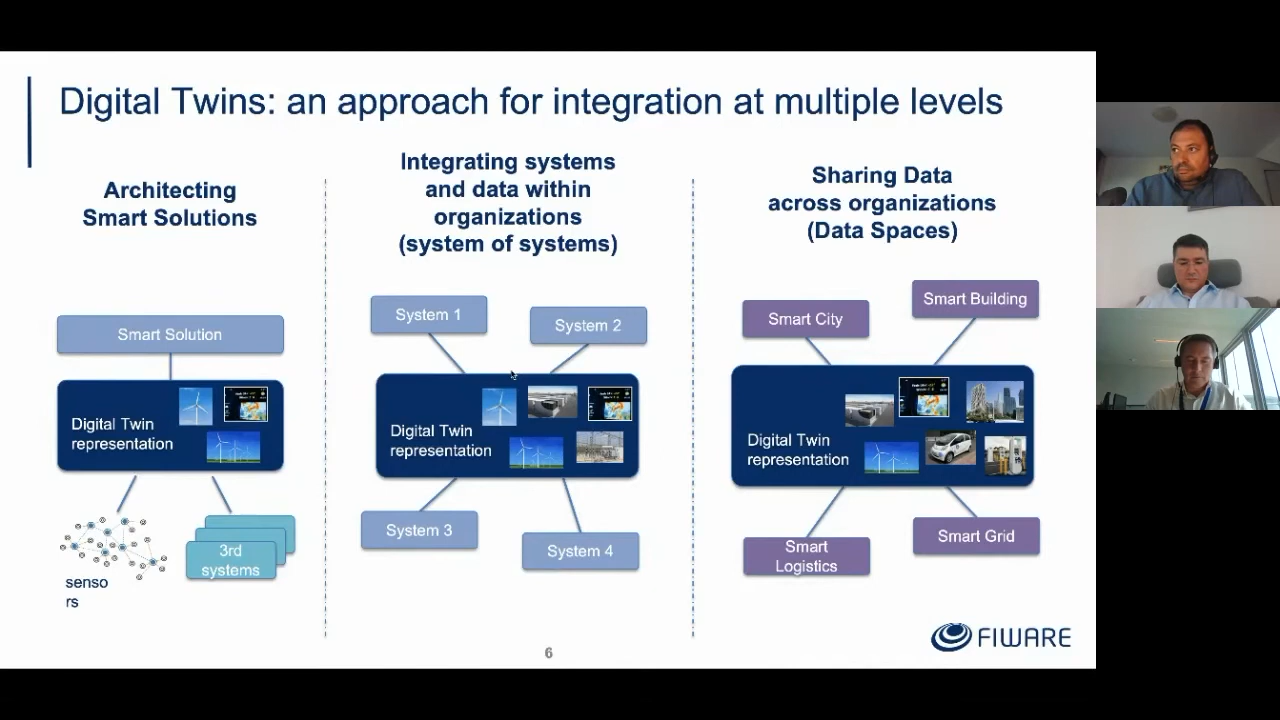 Digital Twins: an approach for integration at multiple levels
Architecting
Smart Solutions
Smart Solution
Digital Twin
representation
senso
rs
3rd
systems
Integrating systems
and data within
organizations
(system of systems)
System 1
System 2
Digital Twin
representation
System 3
System 4
Sharing Data
across organizations
(Data Spaces)
Smart City
Smart Building
Digital Twin
representation
Smart
Logistics
Smart Grid
6
FIWARE